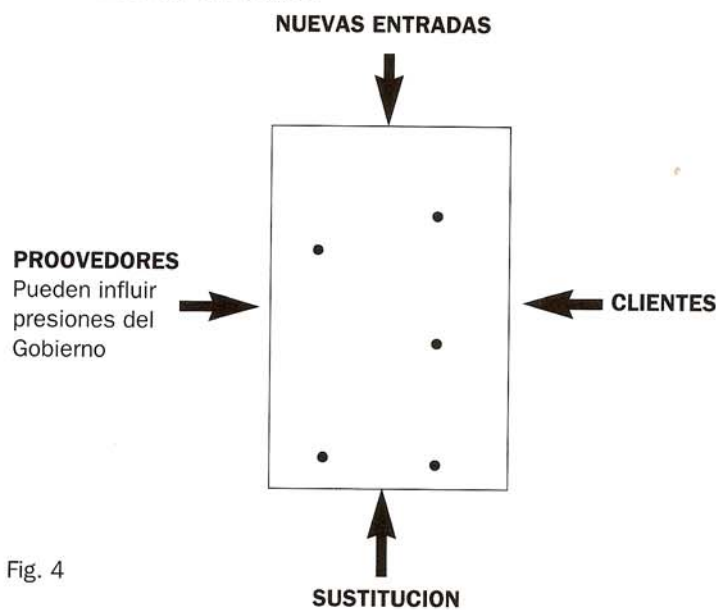 NUEVAS ENTRADAS
PROOVEDORES
Pueden influir
presiones del
Gobierno
CLIENTES
Fig. 4
SUSTITUCION